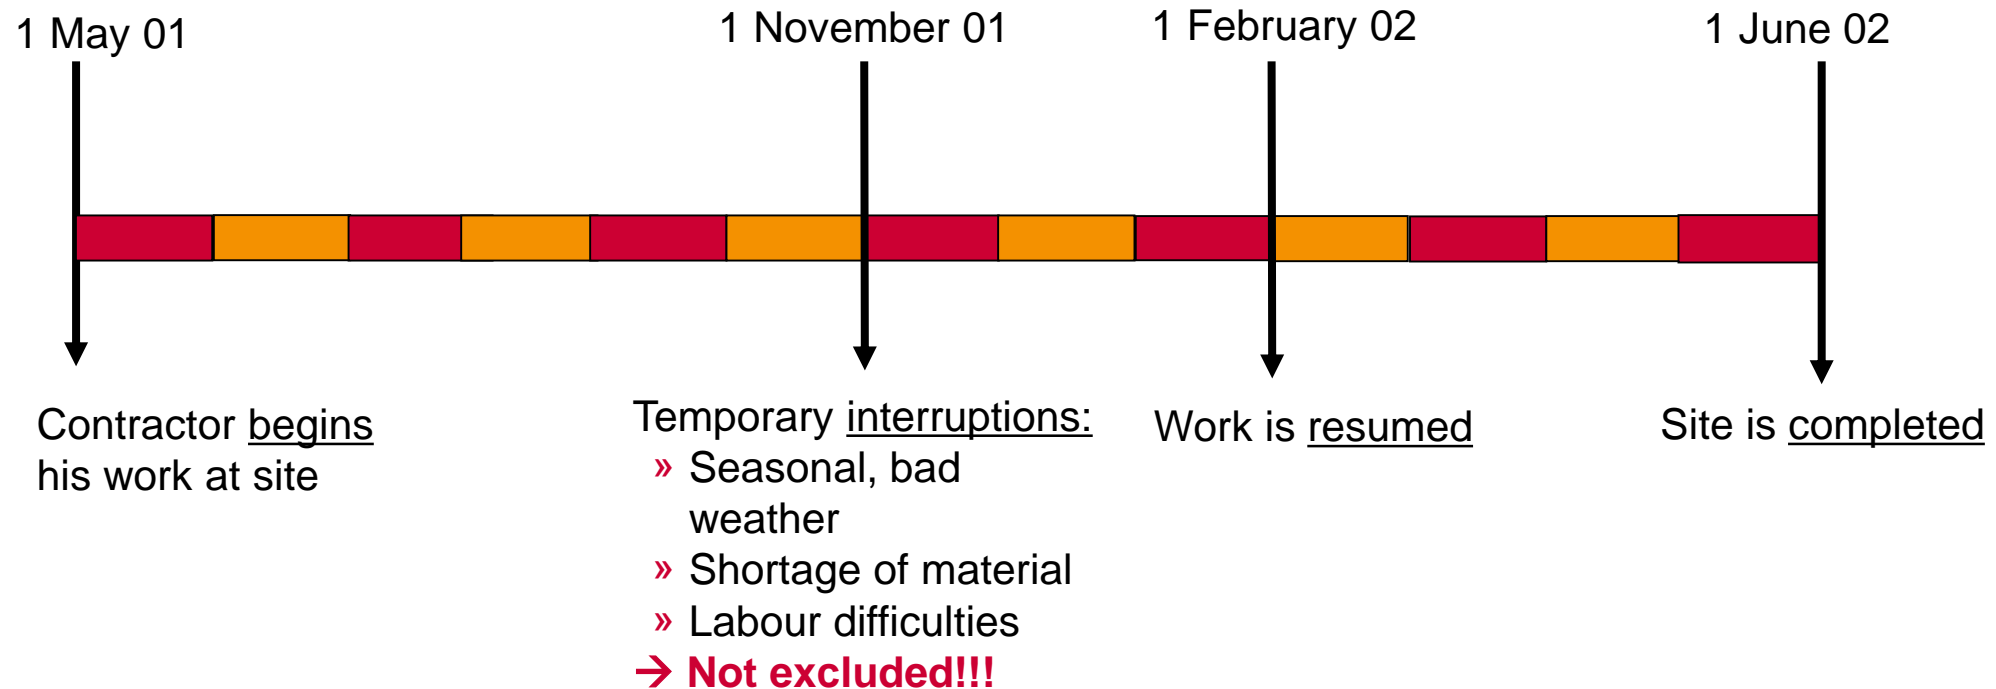 1 May 01
1 November 01
1 February 02
1 June 02
Contractor begins
his work at site
Temporary interruptions:
» Seasonal, bad
weather
» Shortage of material
» Labour difficulties
→ Not excluded!!!
Work is resumed
Site is completed